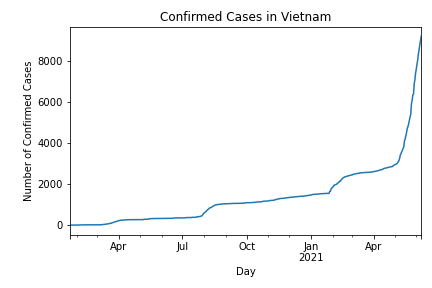 Confirmed Cases in Vietnam
Number of Confirmed Cases
8000
6000
4000
2000
0
Apr
Jul
Oct
Jan
2021
Apr
Day